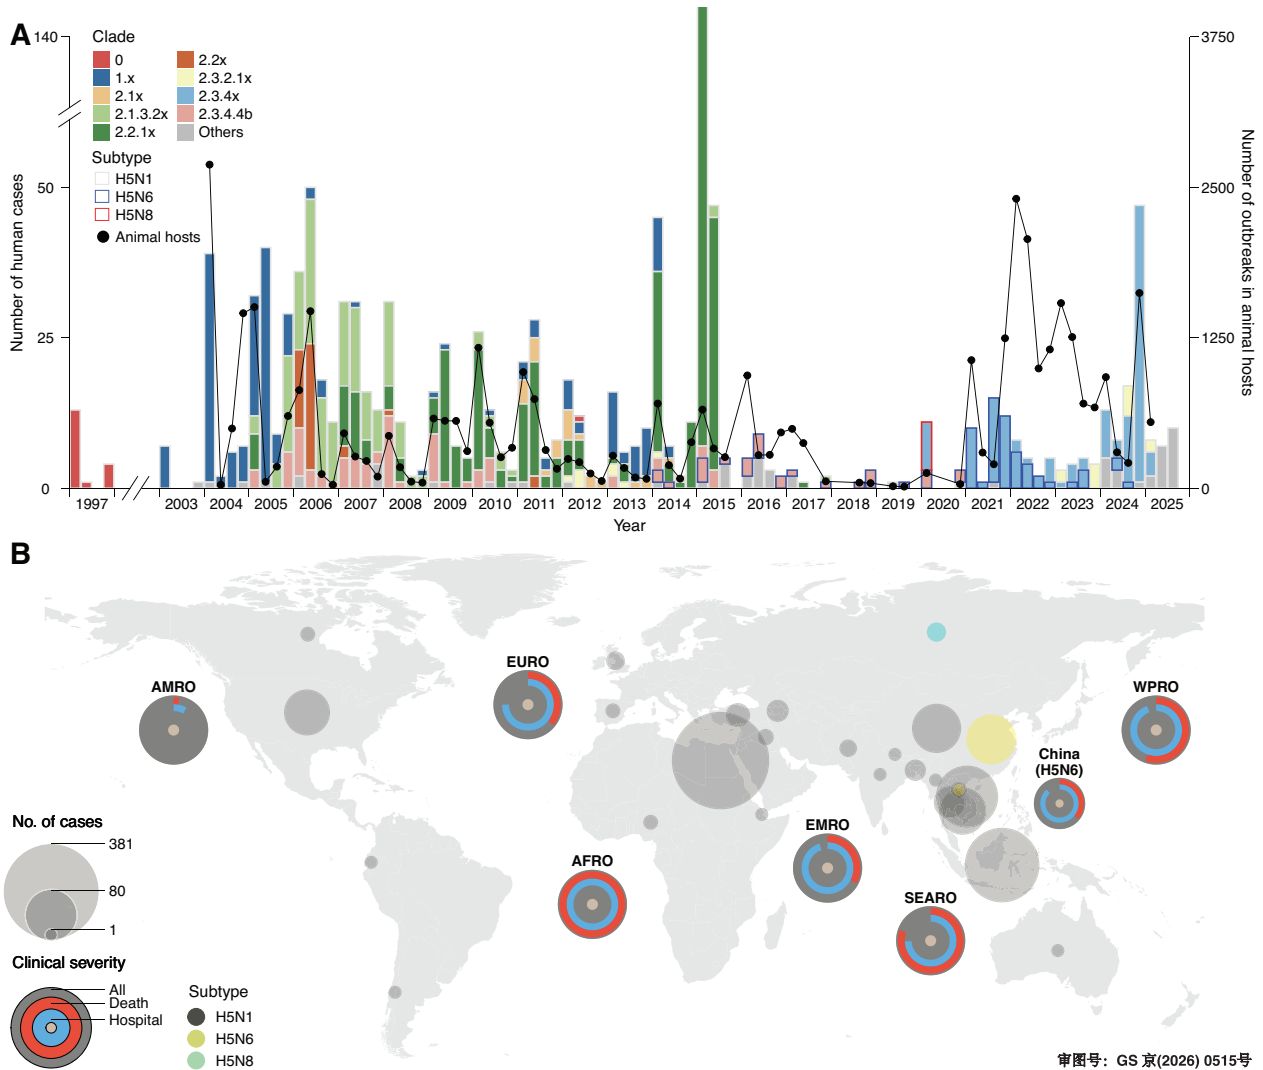 A
Clade
0
1.x
2.1x
2.1.3.2x
2.2.1x
2.2x
2.3.2.1x
2.3.4x
2.3.4.4b
Others
Subtype
H5N1
H5N6
H5N8
Animal hosts
Number of human cases
140
50
25
0
3750
2500
1250
0
Number of outbreaks in animal hosts
1997 2003 2004 2005 2006 2007 2008 2009 2010 2011 2012 2013 2014 2015 2016 2017 2018 2019 2020 2021 2022 2023 2024 2025
Year
B
AMRO
EURO
WPRO
China
(H5N6)
EMRO
AFRO
SEARO
No. of cases
381
80
1
Clinical severity
All
Death
Hospital
Subtype
H5N1
H5N6
H5N8
审图号：GS 京(2026) 0515号